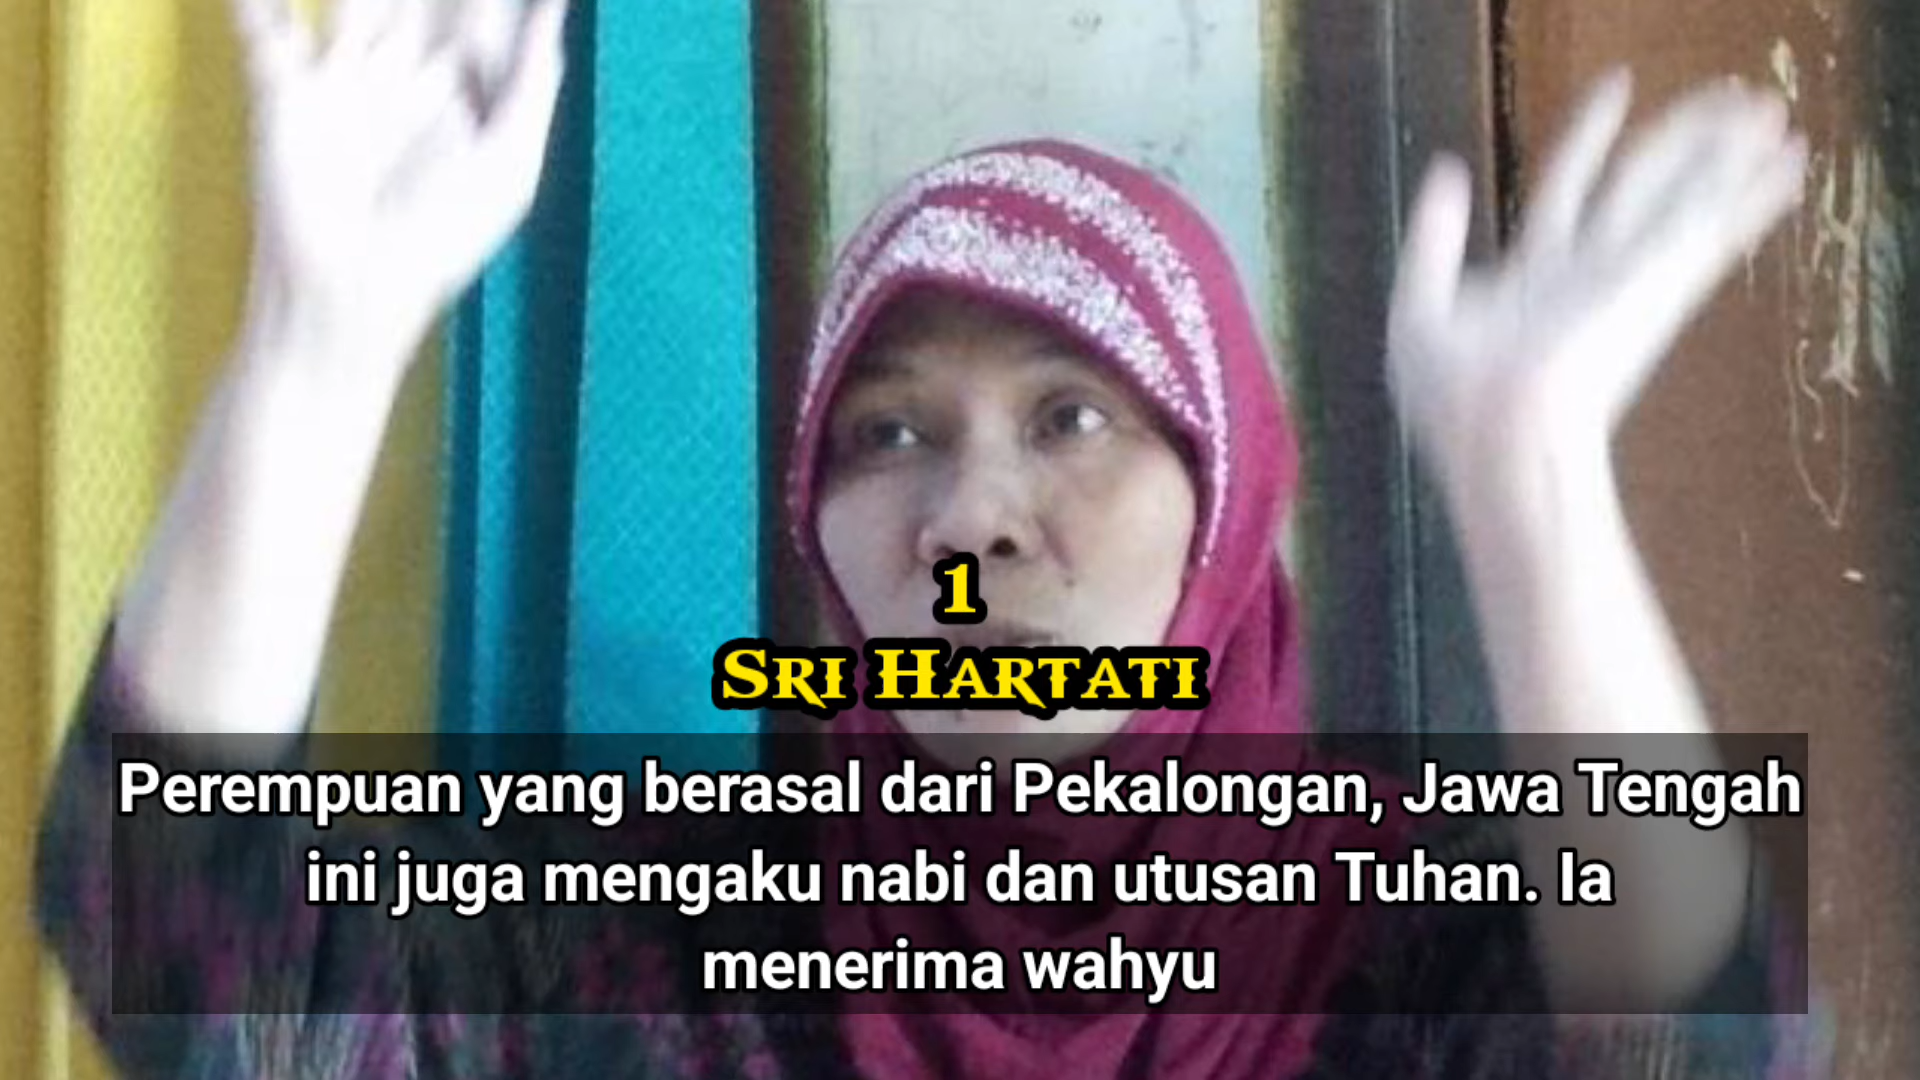 1
Sri Hartati
Perempuan yang berasal dari Pekalongan, Jawa Tengah
ini juga mengaku nabi dan utusan Tuhan. Ia
menerima wahyu